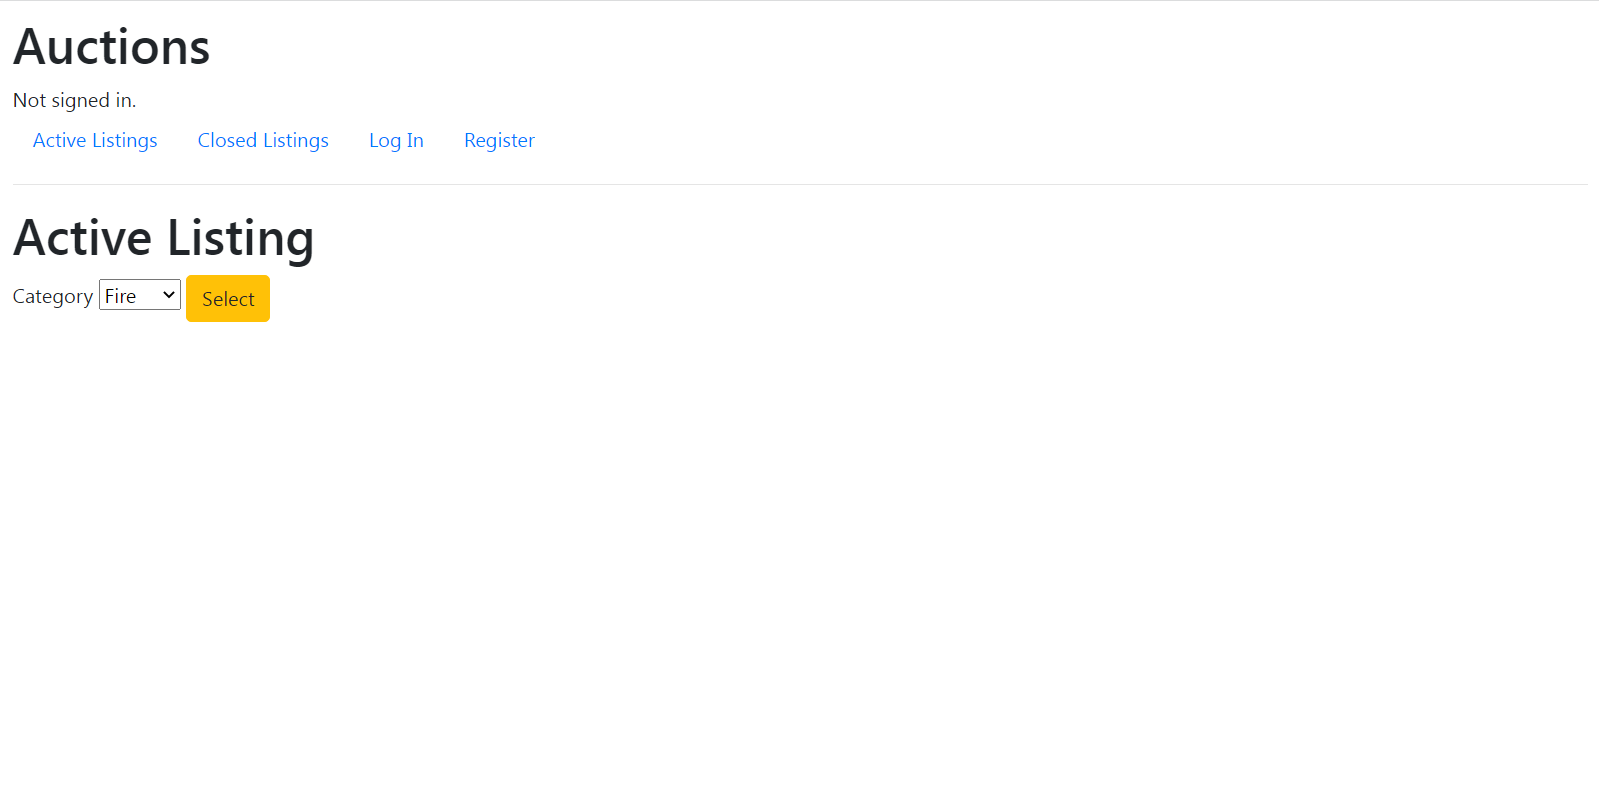 Auctions
Not signed in.
Active Listings Closed Listings Log In Register
Active Listing
Category Fire Select